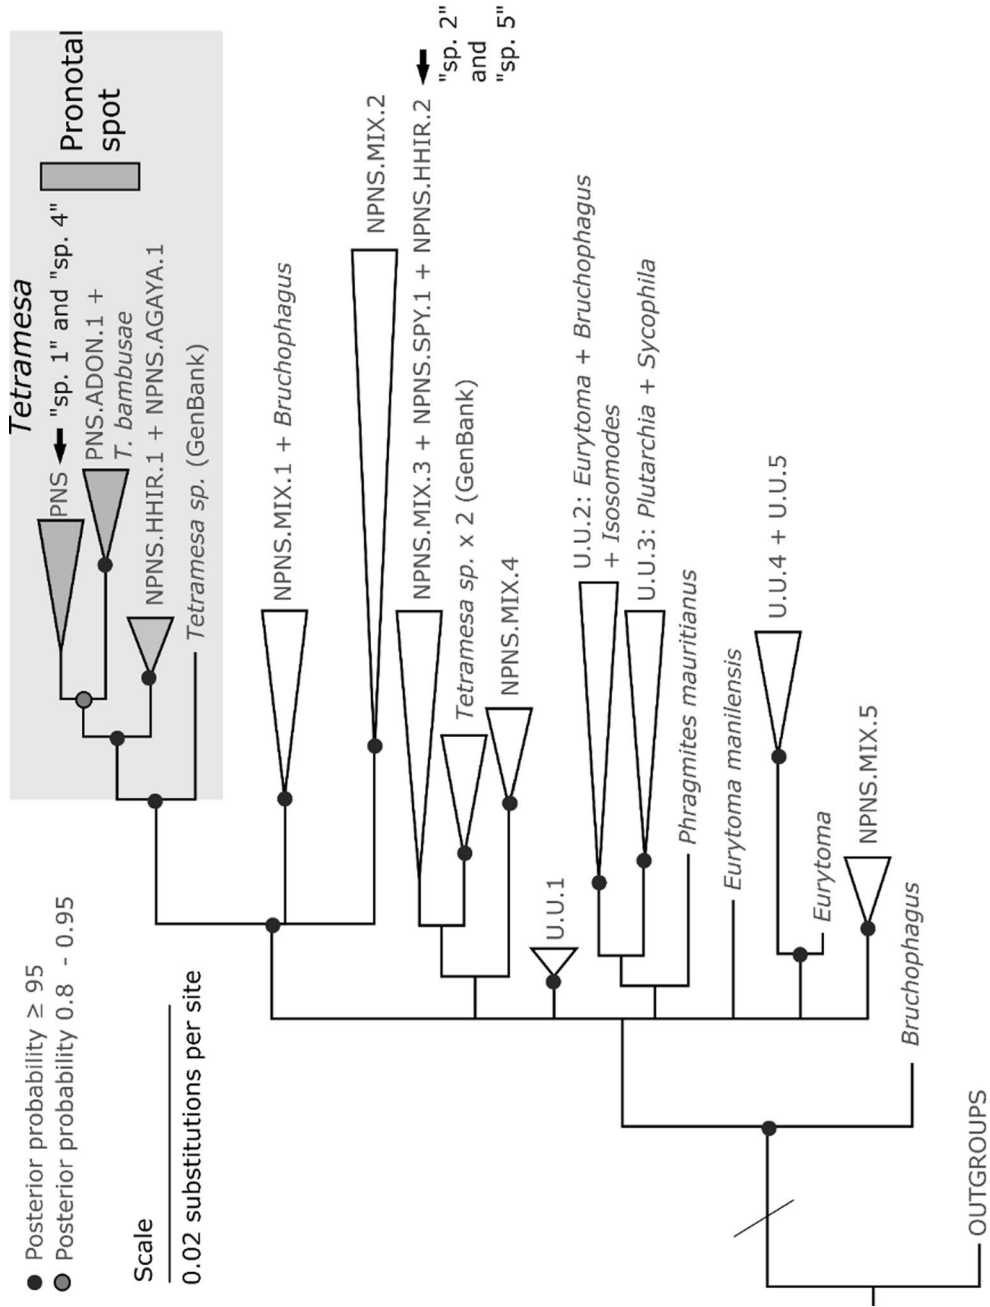 Tetramesa
PNS
"sp. 1" and "sp. 4"
Pronotal
spot
PNS.ADON.1 +
T. bambusae
NPNS.HHIR.1 + NPNS.AGAYA.1
Tetramesa sp. (GenBank)
NPNS.MIX.1 + Bruchophagus
NPNS.MIX.2
NPNS.MIX.3 + NPNS.SPY.1 + NPNS.HHIR.2
"sp. 2"
and
"sp. 5"
Tetramesa sp. x 2 (GenBank)
NPNS.MIX.4
U.U.1
U.U.2: Eurytoma + Bruchophagus
+ Isosomodes
U.U.3: Plutarchia + Sycophila
Phragmites mauritianus
Eurytoma manilensis
U.U.4 + U.U.5
Eurytoma
NPNS.MIX.5
Bruchophagus
OUTGROUPS
Posterior probability ≥ 95
Posterior probability 0.8 - 0.95
Scale
0.02 substitutions per site